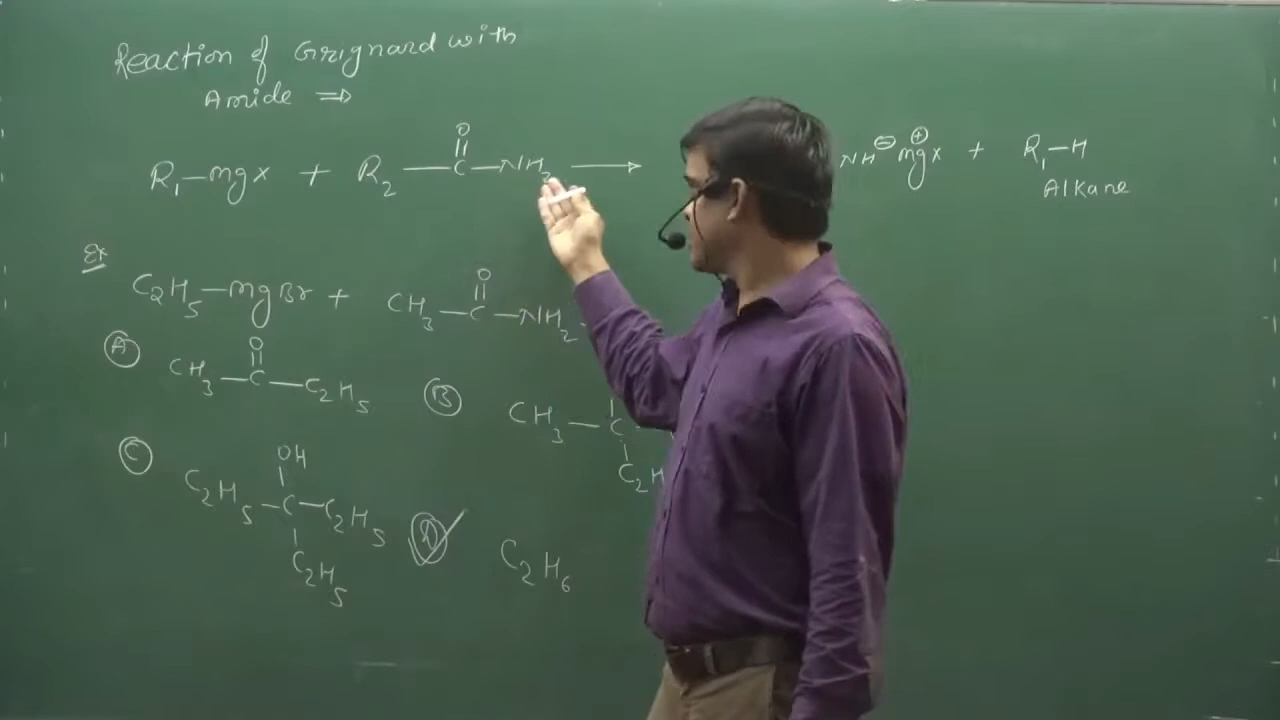 Reaction of Grignard with
Amide ⇒
O
R₁—mgx + R₂—C—NH₂ ⟶ NH⊖ mg⊕x + R₁—H
Alkane
Ex
O
C₂H₅—mgBr + CH₃—C—NH₂
(A) O
CH₃—C—C₂H₅
(B) CH₃—C
C₂H
(C) OH
C₂H₅—C—C₂H₅
C₂H₅
(D) ✓ C₂H₆